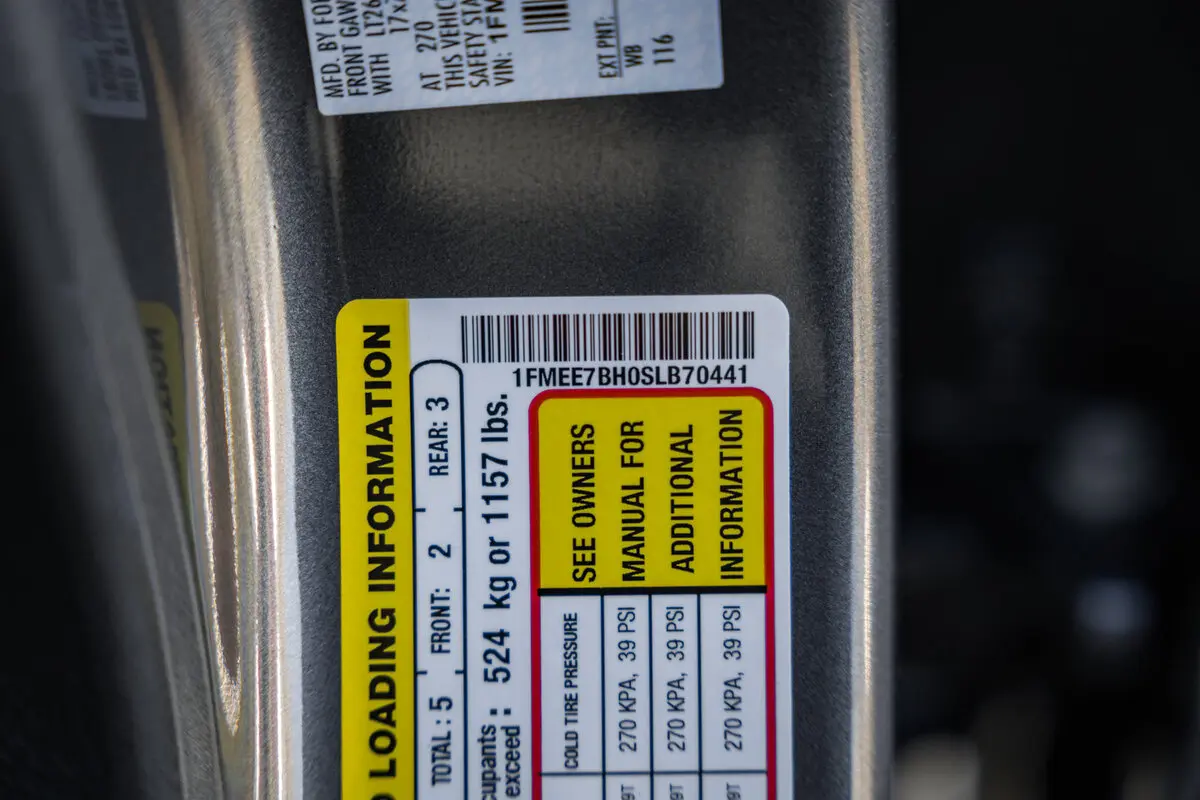 MFD. BY FO
FRONT GAW
WITH LT26
17x
AT 270
THIS VEHIC
SAFETY STA
VIN: 1FM
EXT PNT:
WB
116
LOADING INFORMATION
TOTAL : 5 FRONT: 2 REAR: 3
cupants
exceed : 524 kg or 1157 lbs.
1FMEE7BH0SLB70441
SEE OWNERS
MANUAL FOR
ADDITIONAL
INFORMATION
COLD TIRE PRESSURE
270 KPA, 39 PSI
270 KPA, 39 PSI
270 KPA, 39 PSI
9T
9T
9T